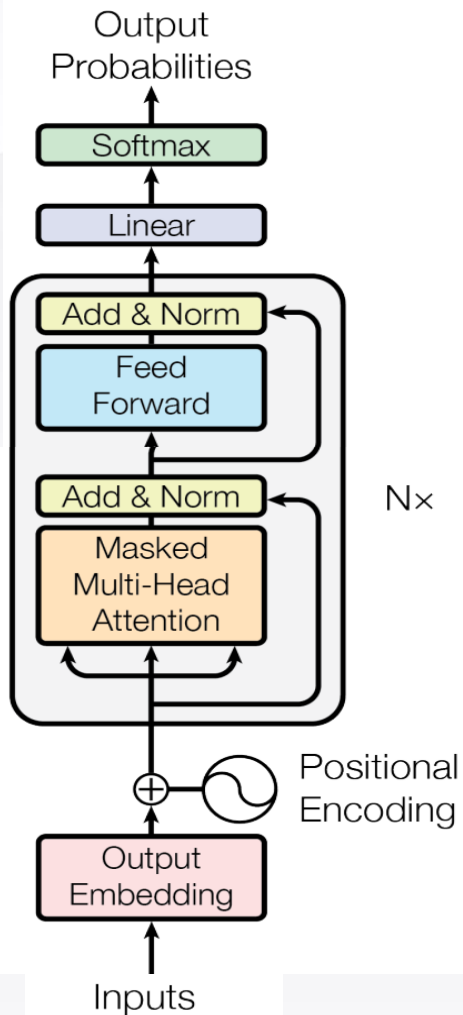 Output
Probabilities
Softmax
Linear
Add & Norm
Feed
Forward
Add & Norm
Nx
Masked
Multi-Head
Attention
Positional
Encoding
Output
Embedding
Inputs